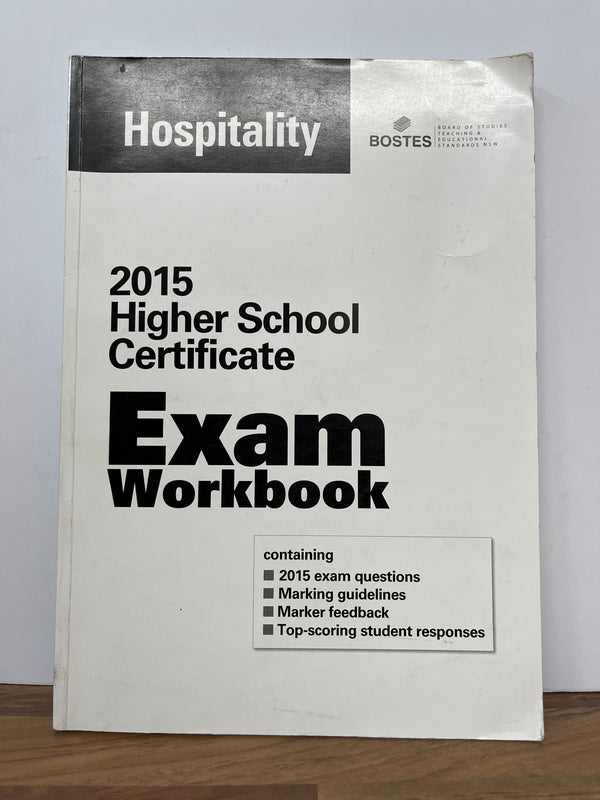 Hospitality
BOSTES
BOARD OF STUDIES
TEACHING &
EDUCATIONAL
STANDARDS NSW
2015
Higher School
Certificate
Exam
Workbook
containing
2015 exam questions
Marking guidelines
Marker feedback
Top-scoring student responses